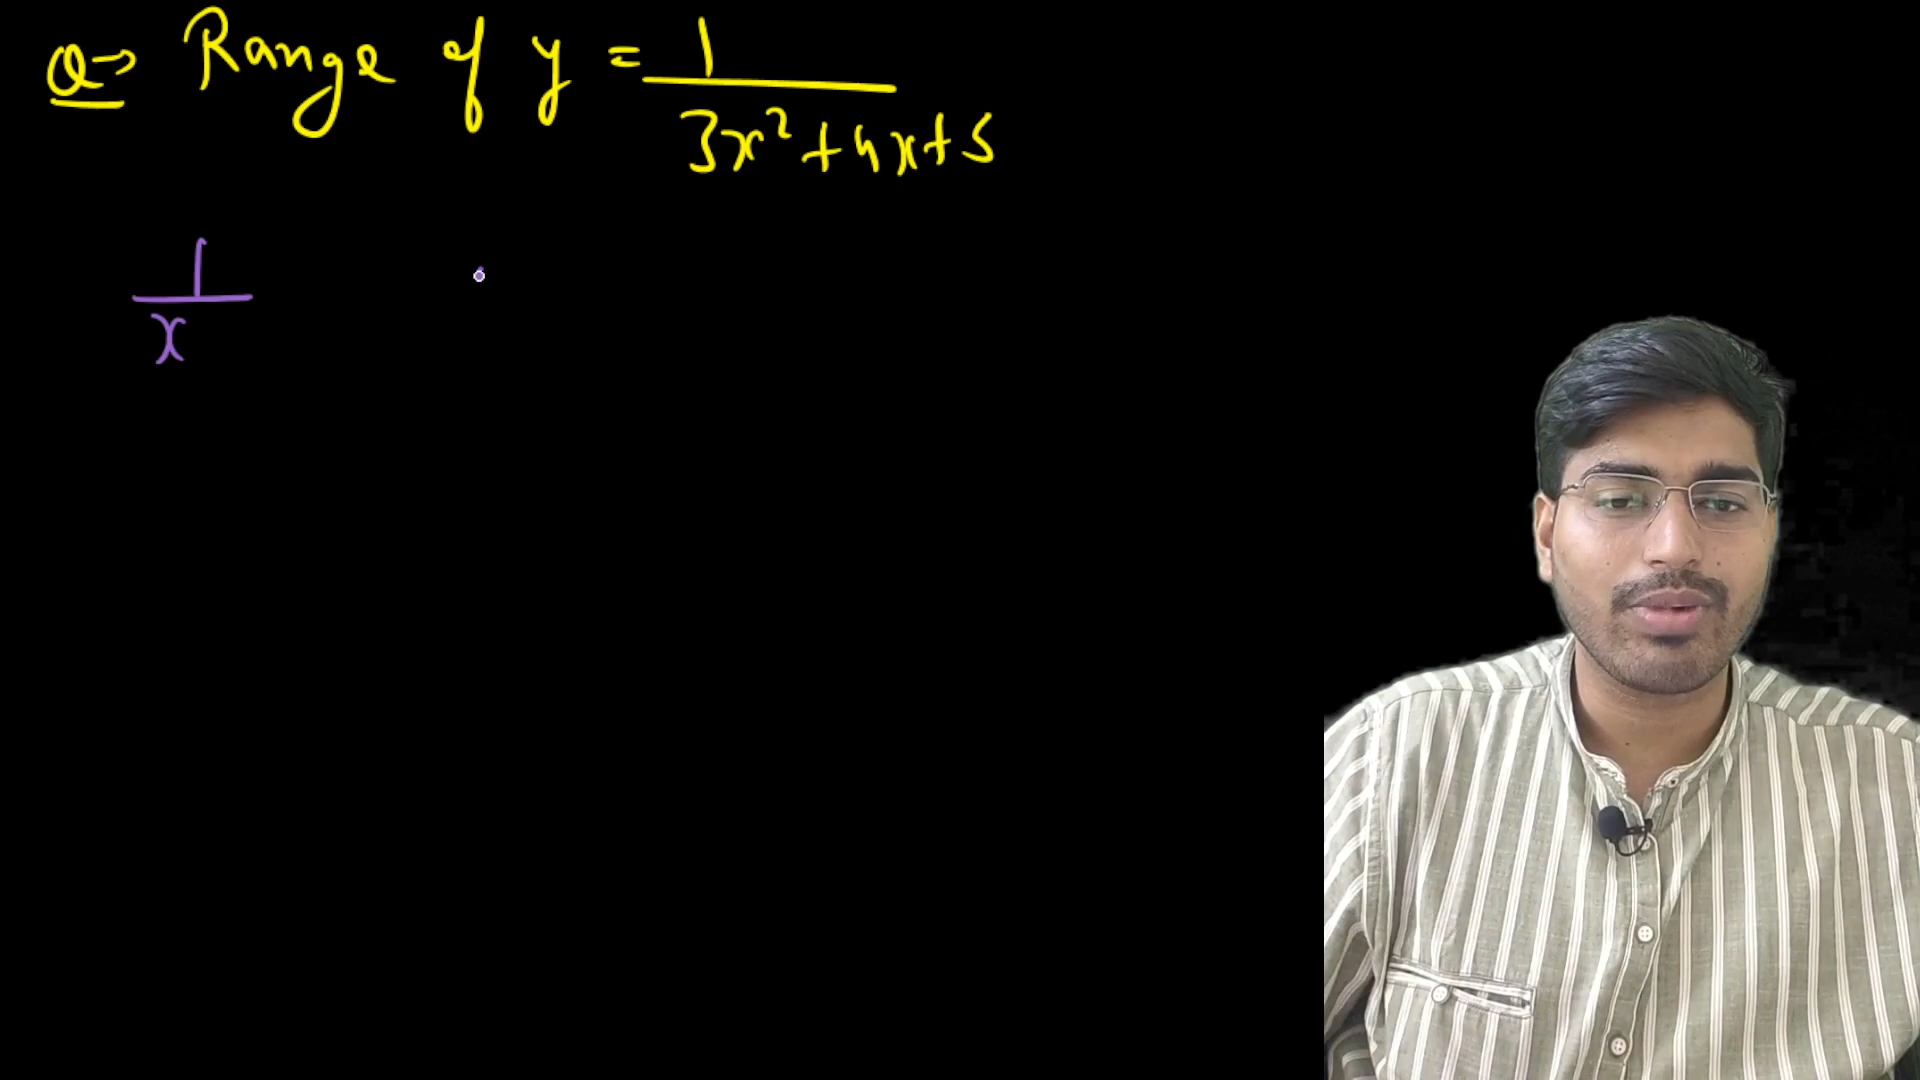 Q→ Range of y = 1
3x²+4x+5
1
x